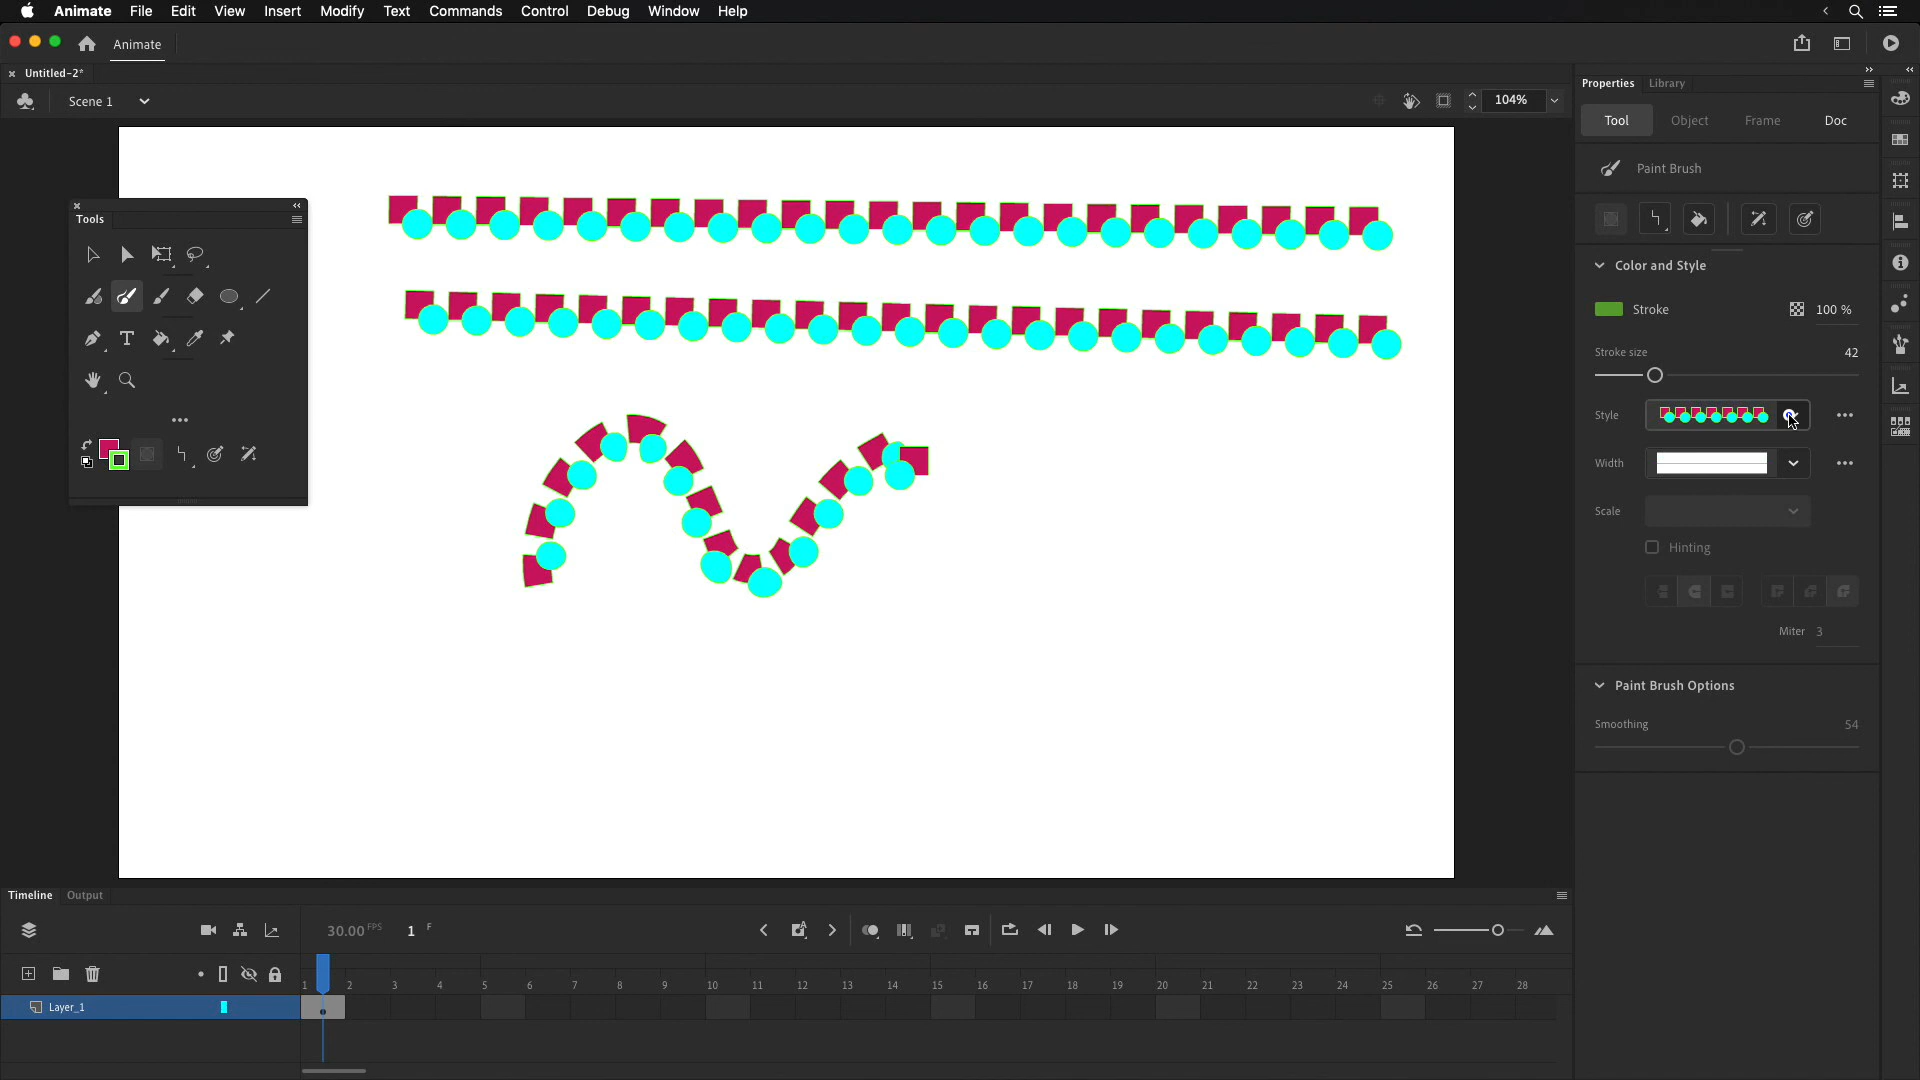 Animate File Edit View Insert Modify Text Commands Control Debug Window Help
Animate
Untitled-2*
Scene 1
104%
Tools
T
Properties Library
Tool Object Frame Doc
Paint Brush
Color and Style
Stroke 100 %
Stroke size 42
Style
Width
Scale
Hinting
Miter 3
Paint Brush Options
Smoothing 54
Timeline Output
30.00 FPS 1 F
1 2 3 4 5 6 7 8 9 10 11 12 13 14 15 16 17 18 19 20 21 22 23 24 25 26 27 28
Layer_1